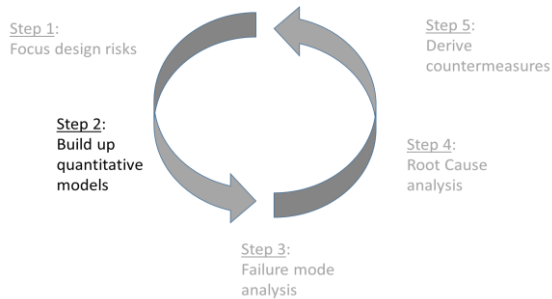 Step 1:
Focus design risks
Step 2:
Build up
quantitative
models
Step 3:
Failure mode
analysis
Step 4:
Root Cause
analysis
Step 5:
Derive
countermeasures